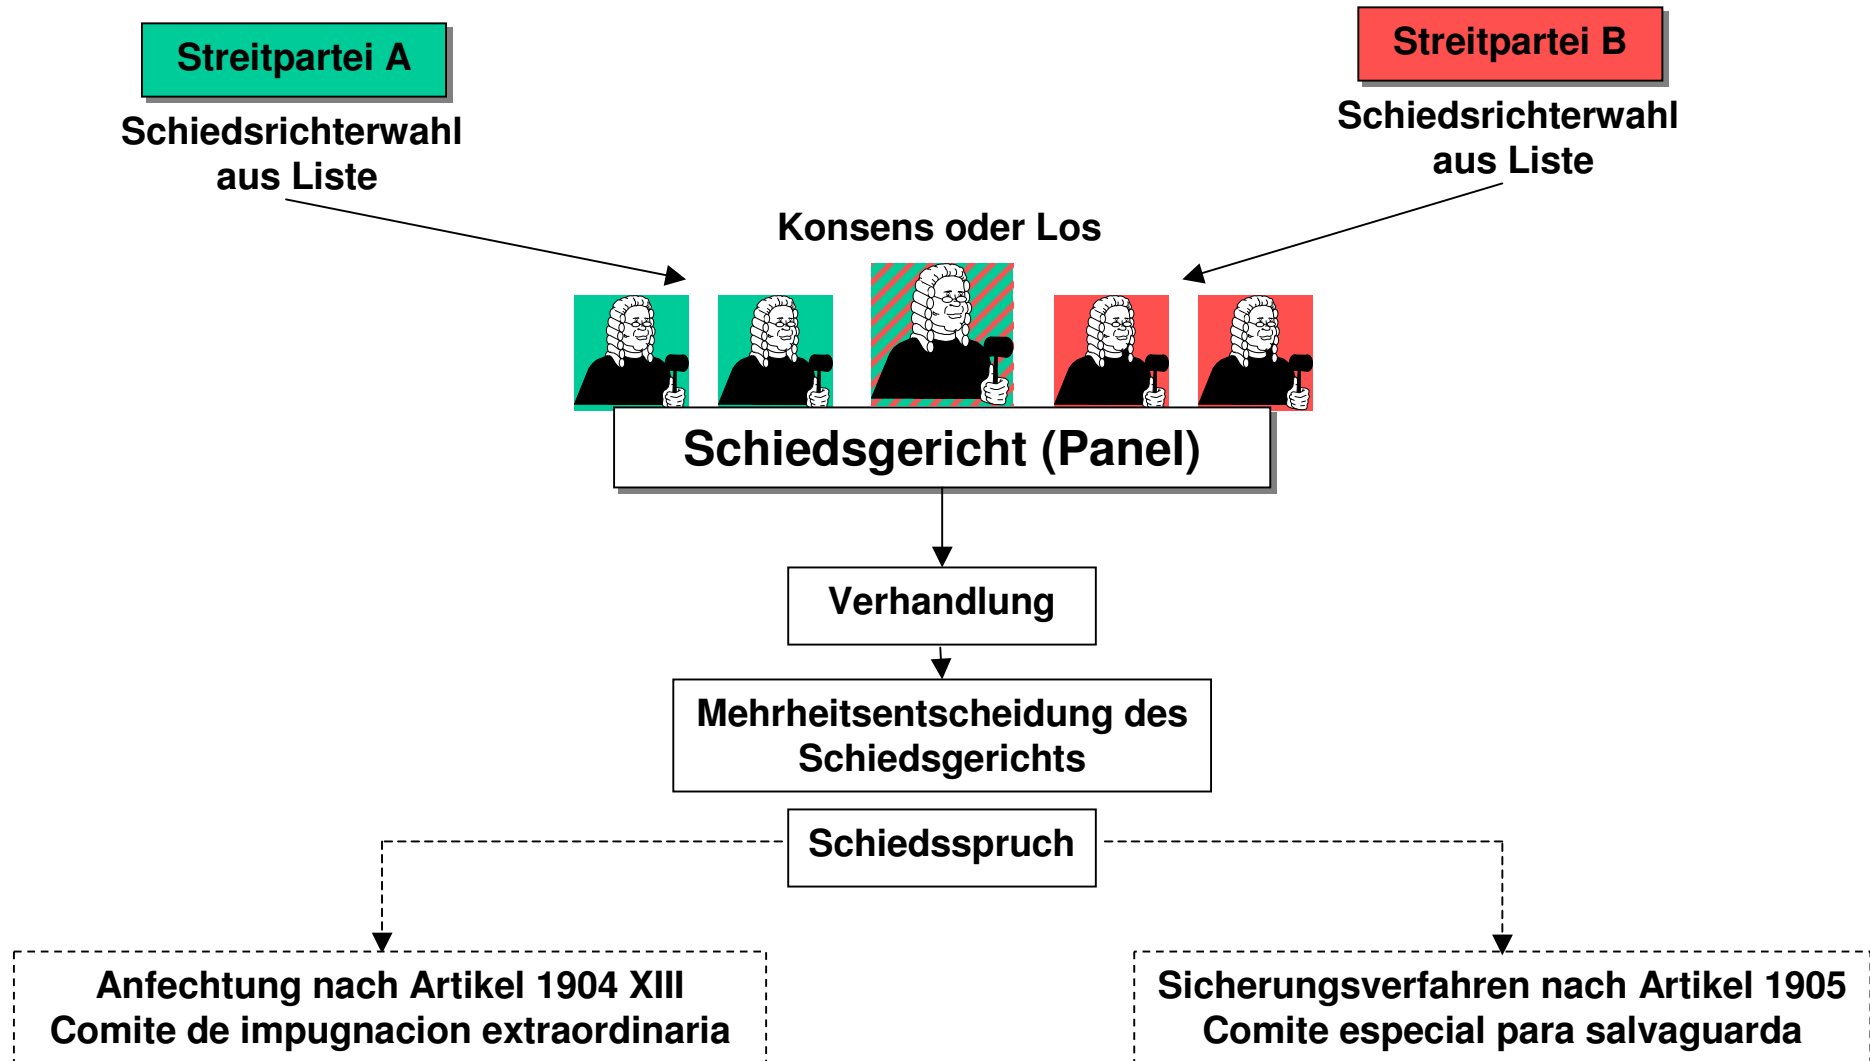 Streitpartei A
Streitpartei B
Schiedsrichterwahl
aus Liste
Schiedsrichterwahl
aus Liste
Konsens oder Los
Schiedsgericht (Panel)
Verhandlung
Mehrheitsentscheidung des
Schiedsgerichts
Schiedsspruch
Anfechtung nach Artikel 1904 XIII
Comite de impugnacion extraordinaria
Sicherungsverfahren nach Artikel 1905
Comite especial para salvaguarda